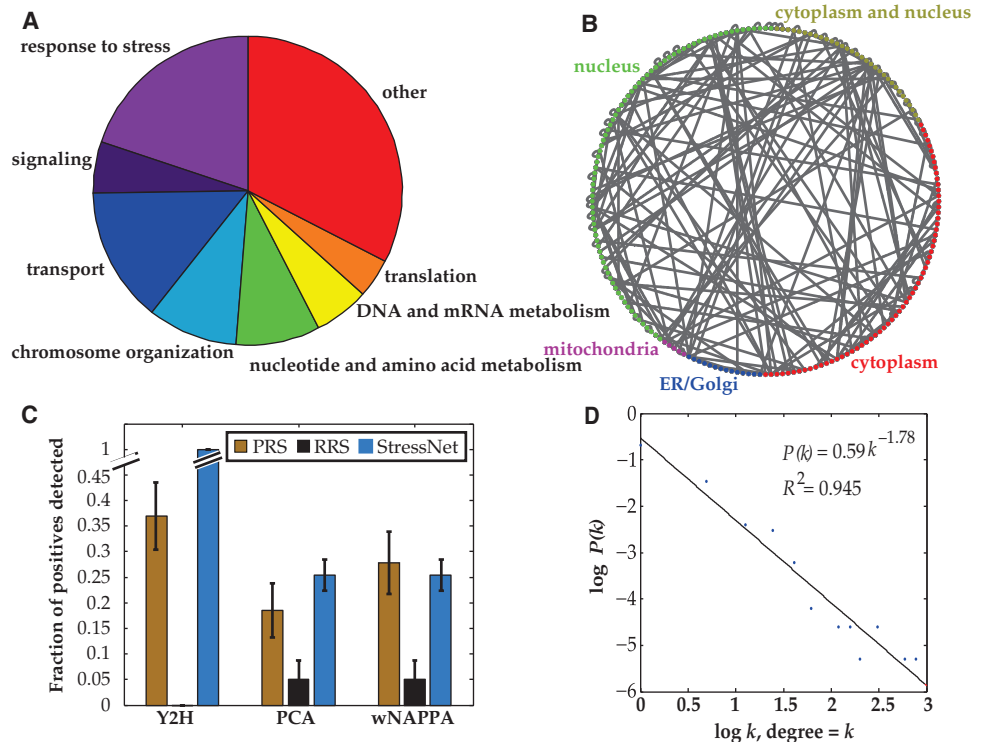 A
response to stress
other
signaling
transport
translation
DNA and mRNA metabolism
chromosome organization
nucleotide and amino acid metabolism
B
cytoplasm and nucleus
nucleus
mitochondria
ER/Golgi
cytoplasm
C
Fraction of positives detected
1
0.45
0.4
0.35
0.3
0.25
0.2
0.15
0.1
0.05
0
PRS
RRS
StressNet
Y2H
PCA
wNAPPA
D
log P(k)
0
−1
−2
−3
−4
−5
−6
P(k) = 0.59k^−1.78
R^2 = 0.945
0 0.5 1 1.5 2 2.5 3
log k, degree = k